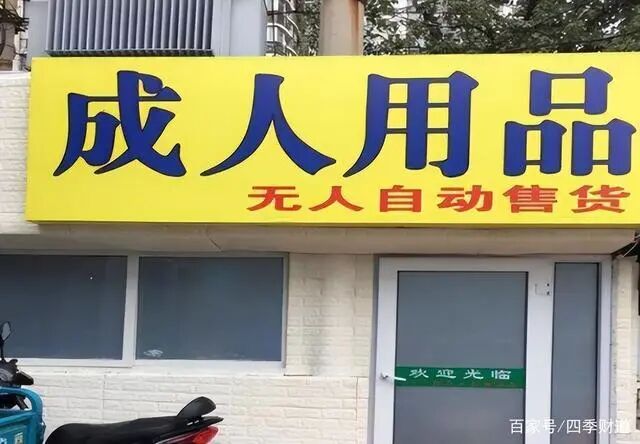 成人用品
无人自动售货
欢迎光临
百家号/四季财道